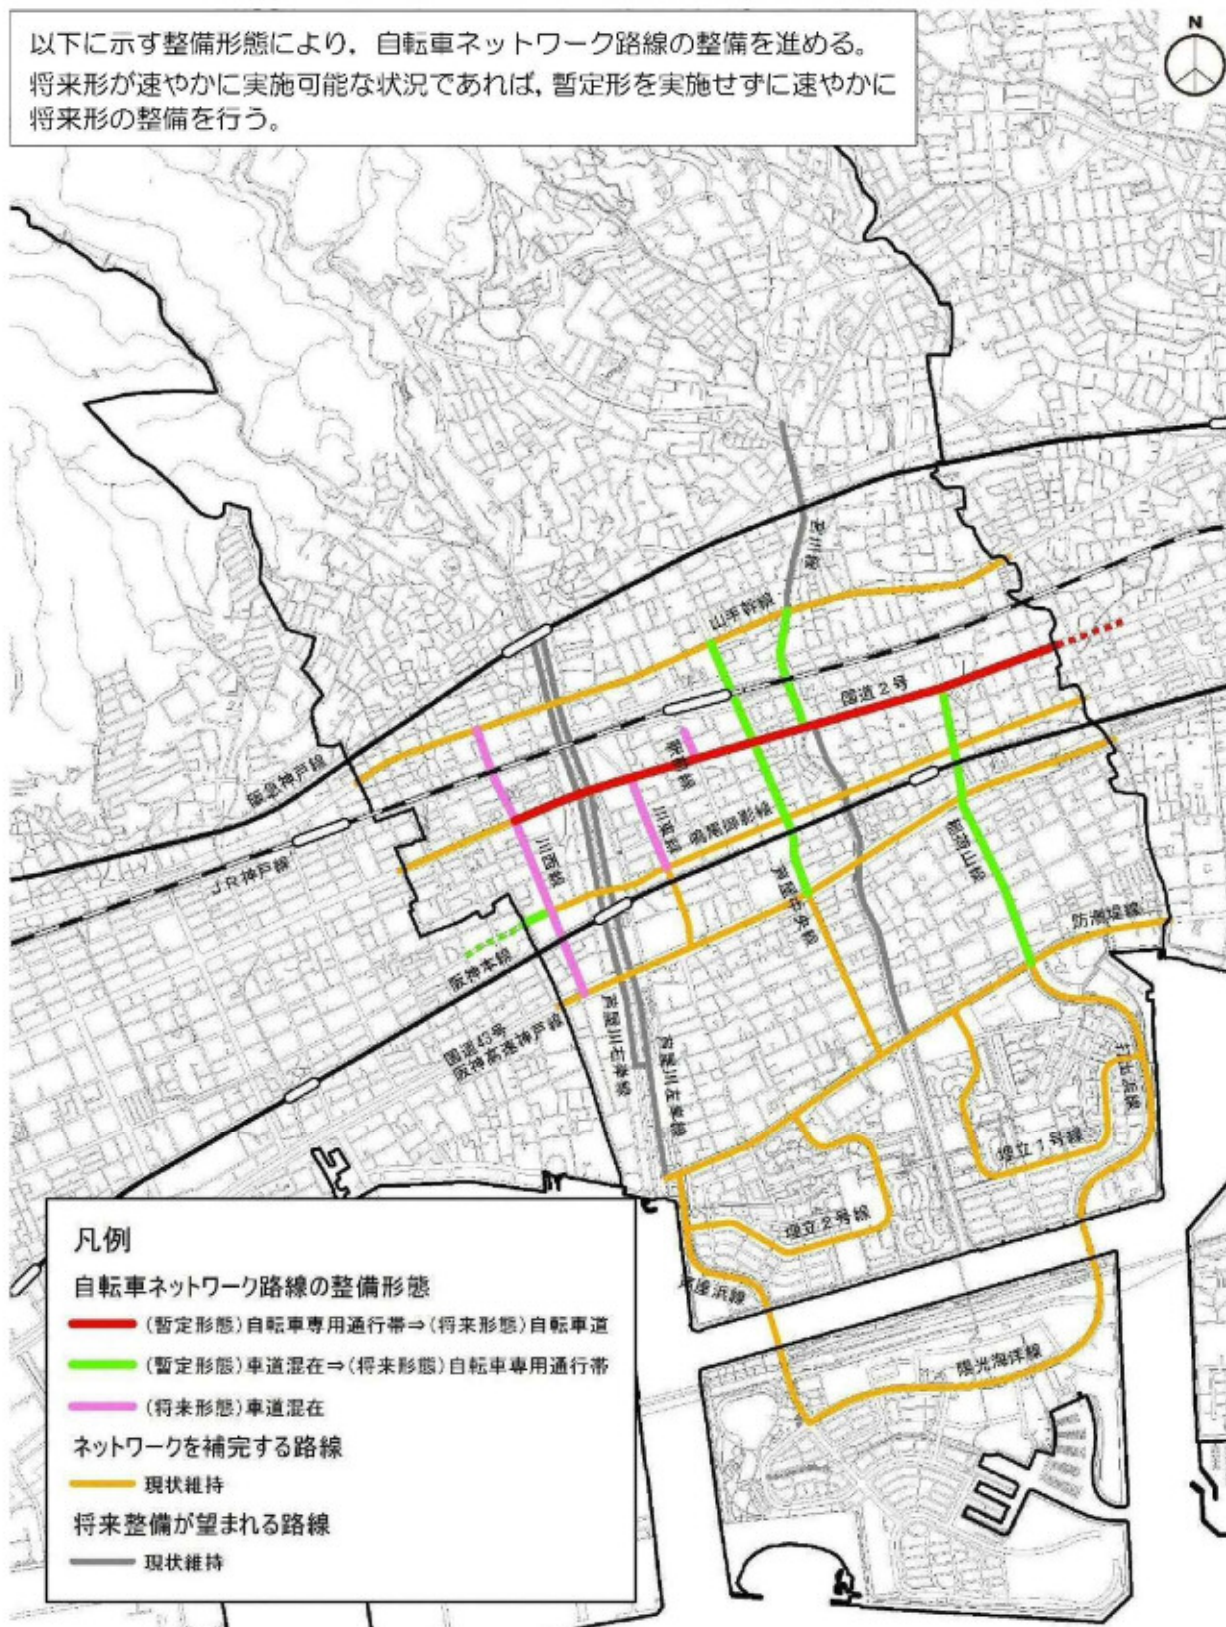 以下に示す整備形態により，自転車ネットワーク路線の整備を進める。
将来形が速やかに実施可能な状況であれば，暫定形を実施せずに速やかに
将来形の整備を行う。
N
宮川線
山手幹線
国道2号
阪急神戸線
JR神戸線
川西線
川東線
鳴尾御影線
芦屋中央線
楠遊山線
防潮堤線
阪神本線
国道43号
阪神高速神戸線
芦屋川右岸線
芦屋川左岸線
打出浜線
埋立1号線
埋立2号線
芦屋浜線
陽光海洋線
凡例
自転車ネットワーク路線の整備形態
(暫定形態)自転車専用通行帯⇒(将来形態)自転車道
(暫定形態)車道混在⇒(将来形態)自転車専用通行帯
(将来形態)車道混在
ネットワークを補完する路線
現状維持
将来整備が望まれる路線
現状維持